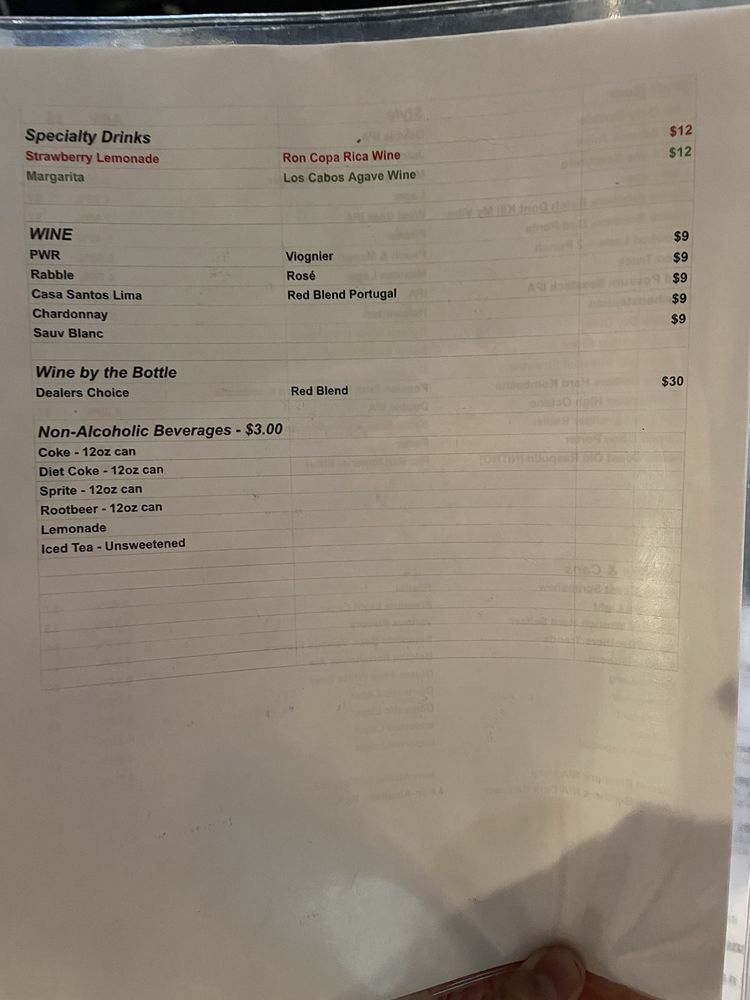 Specialty Drinks
Strawberry Lemonade Ron Copa Rica Wine $12
Margarita Los Cabos Agave Wine $12
WINE
PWR Viognier $9
Rabble Rosé $9
Casa Santos Lima Red Blend Portugal $9
Chardonnay $9
Sauv Blanc $9
Wine by the Bottle
Dealers Choice Red Blend $30
Non-Alcoholic Beverages - $3.00
Coke - 12oz can
Diet Coke - 12oz can
Sprite - 12oz can
Rootbeer - 12oz can
Lemonade
Iced Tea - Unsweetened